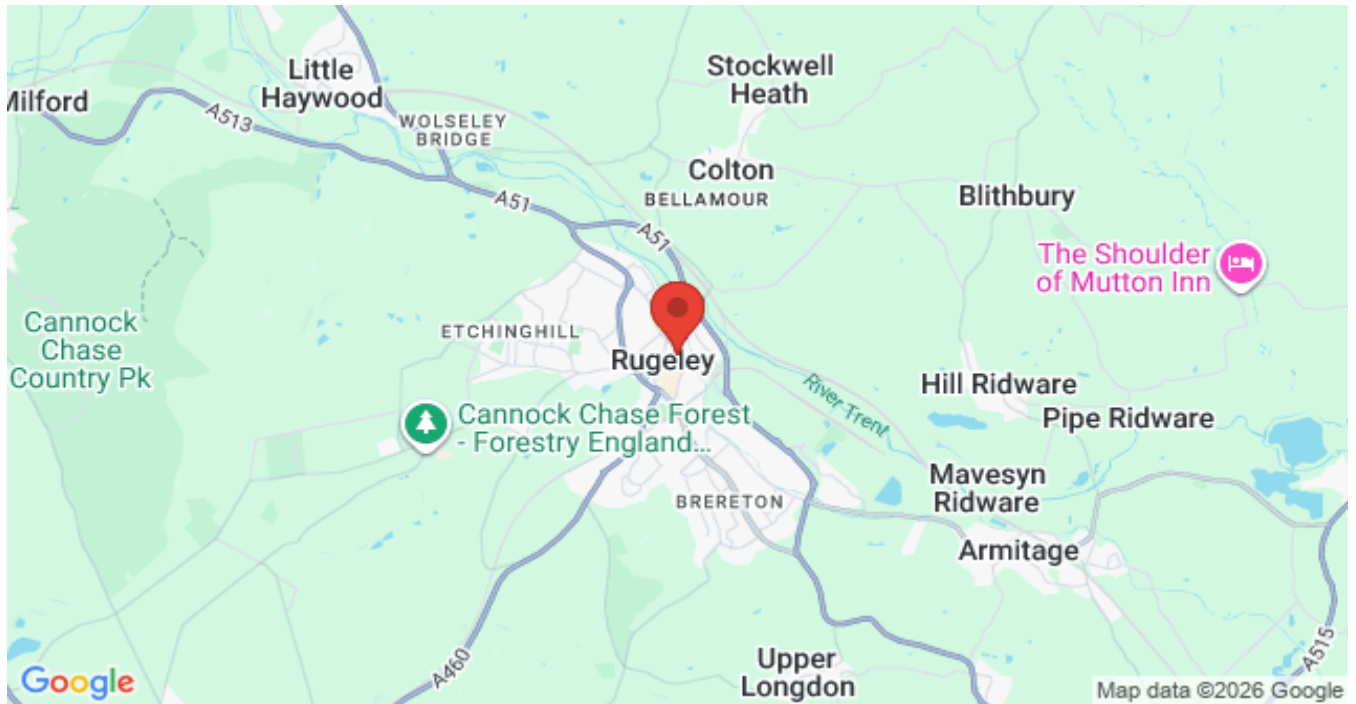 Little
Haywood
Stockwell
Heath
Milford
A513
WOLSELEY
BRIDGE
Colton
BELLAMOUR
Blithbury
A51
A51
The Shoulder
of Mutton Inn
Cannock
Chase
Country Pk
ETCHINGHILL
Rugeley
River Trent
Hill Ridware
Pipe Ridware
Cannock Chase Forest
- Forestry England...
Mavesyn
Ridware
BRERETON
Armitage
A460
A515
Upper
Longdon
Google
Map data ©2026 Google